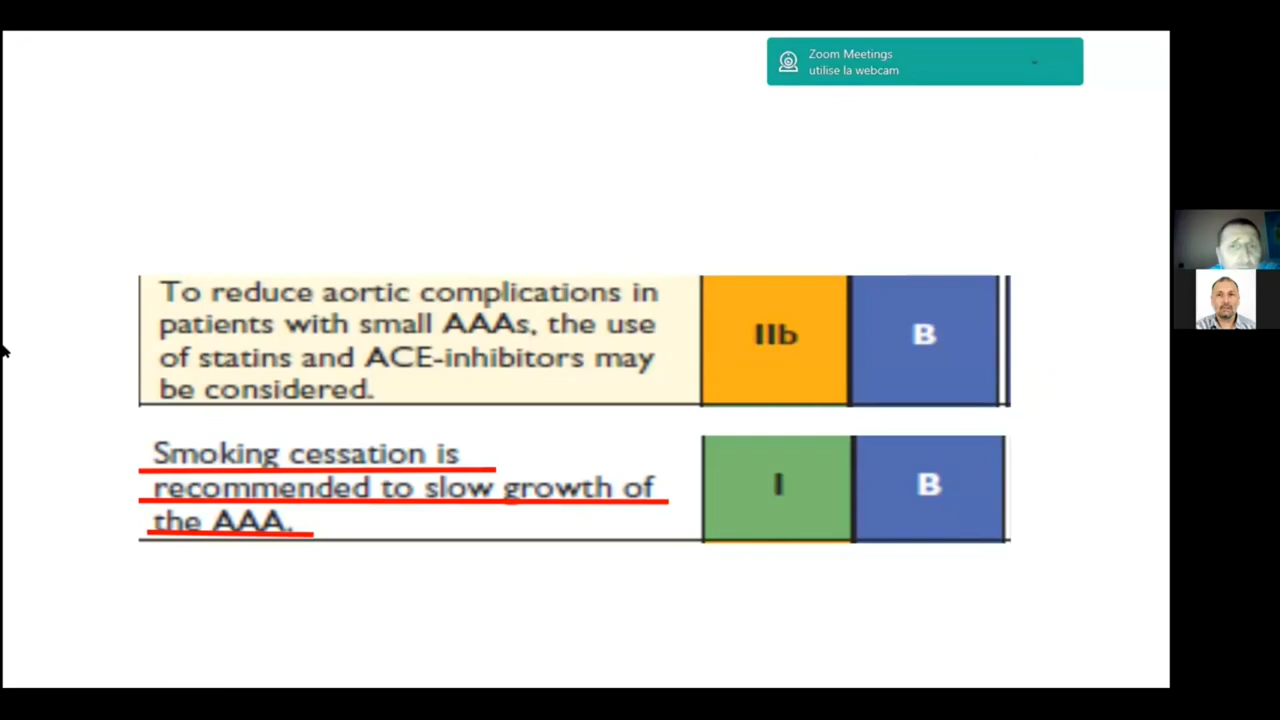 Zoom Meetings
utilise la webcam
To reduce aortic complications in
patients with small AAAs, the use
of statins and ACE-inhibitors may
be considered.
IIb
B
Smoking cessation is
recommended to slow growth of
the AAA.
I
B